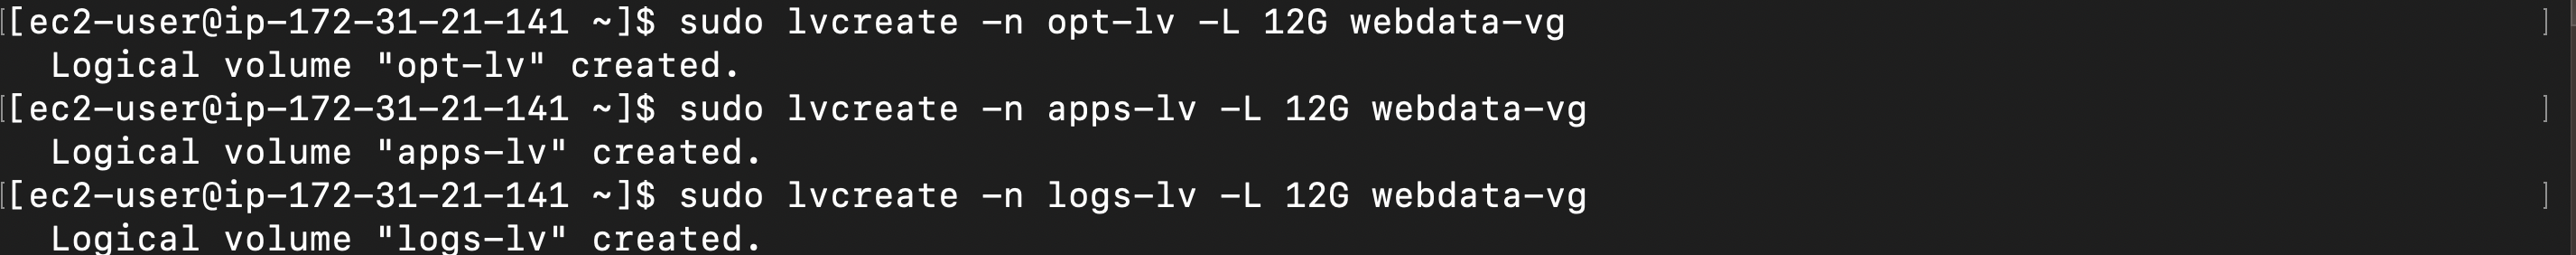 [[ec2-user@ip-172-31-21-141 ~]$ sudo lvcreate -n opt-lv -L 12G webdata-vg ]
Logical volume "opt-lv" created.
[[ec2-user@ip-172-31-21-141 ~]$ sudo lvcreate -n apps-lv -L 12G webdata-vg ]
Logical volume "apps-lv" created.
[[ec2-user@ip-172-31-21-141 ~]$ sudo lvcreate -n logs-lv -L 12G webdata-vg ]
Logical volume "logs-lv" created.